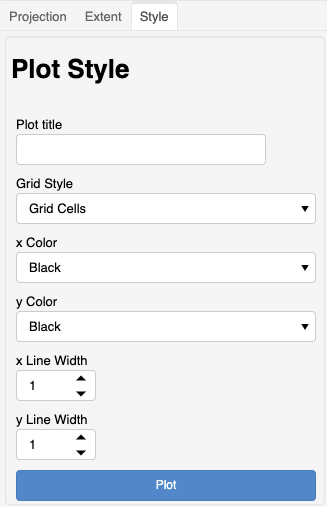 Projection Extent Style
Plot Style
Plot title
Grid Style
Grid Cells
x Color
Black
y Color
Black
x Line Width
1
y Line Width
1
Plot